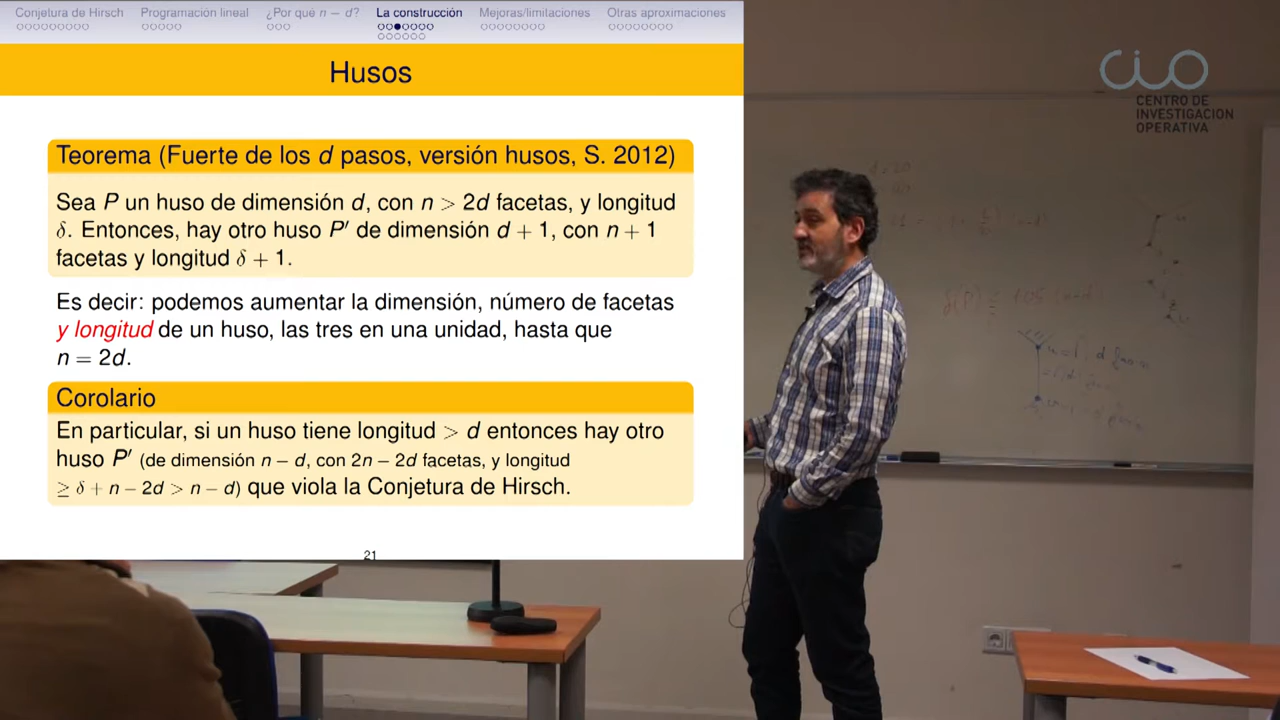 Conjetura de Hirsch Programación lineal ¿Por qué n − d? La construcción Mejoras/limitaciones Otras aproximaciones
Husos
Teorema (Fuerte de los d pasos, versión husos, S. 2012)
Sea P un huso de dimensión d, con n > 2d facetas, y longitud
δ. Entonces, hay otro huso P′ de dimensión d + 1, con n + 1
facetas y longitud δ + 1.
Es decir: podemos aumentar la dimensión, número de facetas
y longitud de un huso, las tres en una unidad, hasta que
n = 2d.
Corolario
En particular, si un huso tiene longitud > d entonces hay otro
huso P′ (de dimensión n − d, con 2n − 2d facetas, y longitud
≥ δ + n − 2d > n − d) que viola la Conjetura de Hirsch.
21
CIO
CENTRO DE
INVESTIGACION
OPERATIVA